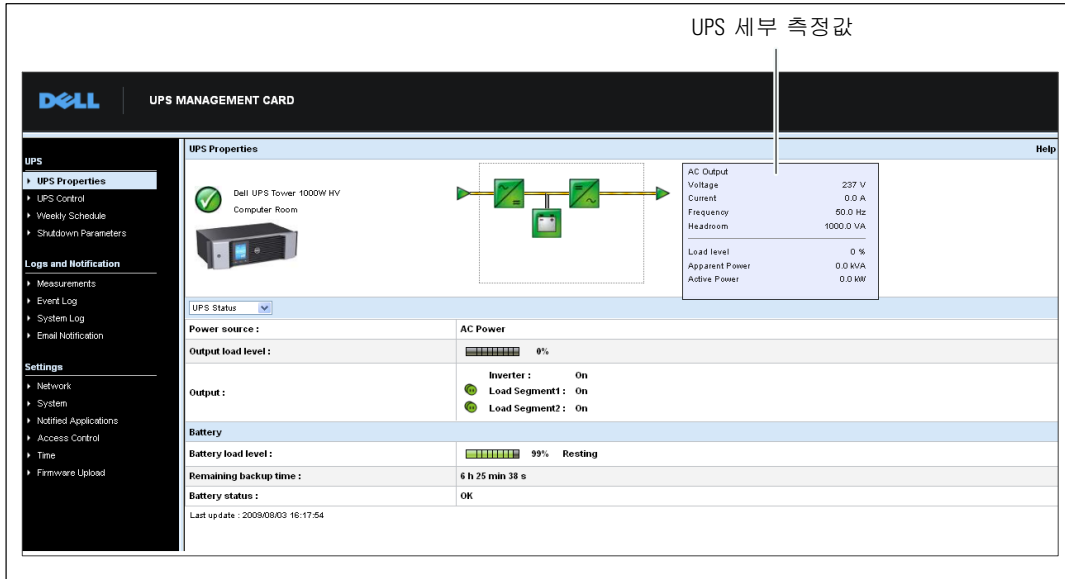 UPS 세부 측정값
DELL
UPS MANAGEMENT CARD
UPS
UPS Properties
UPS Control
Weekly Schedule
Shutdown Parameters
Logs and Notification
Measurements
Event Log
System Log
Email Notification
Settings
Network
System
Notified Applications
Access Control
Time
Firmware Upload
UPS Properties
Help
Dell UPS Tower 1000W HV
Computer Room
AC Output
Voltage 237 V
Current 0.0 A
Frequency 50.0 Hz
Headroom 1000.0 VA
Load level 0 %
Apparent Power 0.0 kVA
Active Power 0.0 kW
UPS Status
Power source : AC Power
Output load level : 0%
Output :
Inverter : On
Load Segment1 : On
Load Segment2 : On
Battery
Battery load level : 99% Resting
Remaining backup time : 6 h 25 min 38 s
Battery status : OK
Last update : 2009/08/03 16:17:54